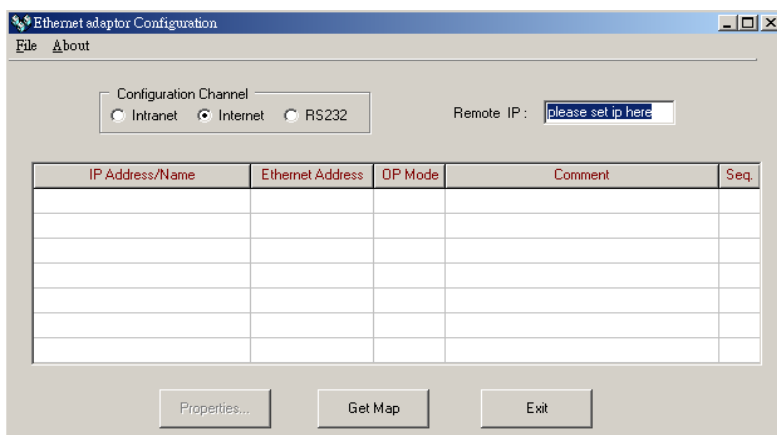 Ethernet adaptor Configuration
File About
Configuration Channel
Intranet Internet RS232
Remote IP : please set ip here
IP Address/Name Ethernet Address OP Mode Comment Seq.
Properties... Get Map Exit